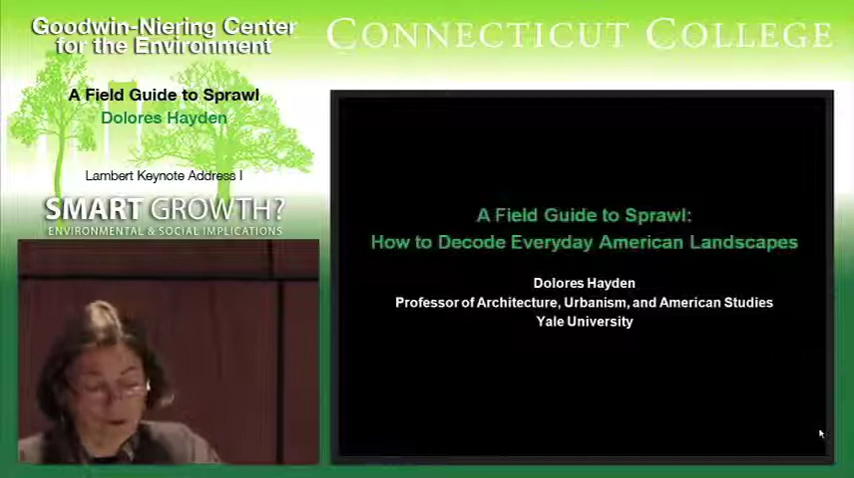 Goodwin-Niering Center
for the Environment
CONNECTICUT COLLEGE
A Field Guide to Sprawl
Dolores Hayden
Lambert Keynote Address I
SMART GROWTH?
ENVIRONMENTAL & SOCIAL IMPLICATIONS
A Field Guide to Sprawl:
How to Decode Everyday American Landscapes
Dolores Hayden
Professor of Architecture, Urbanism, and American Studies
Yale University